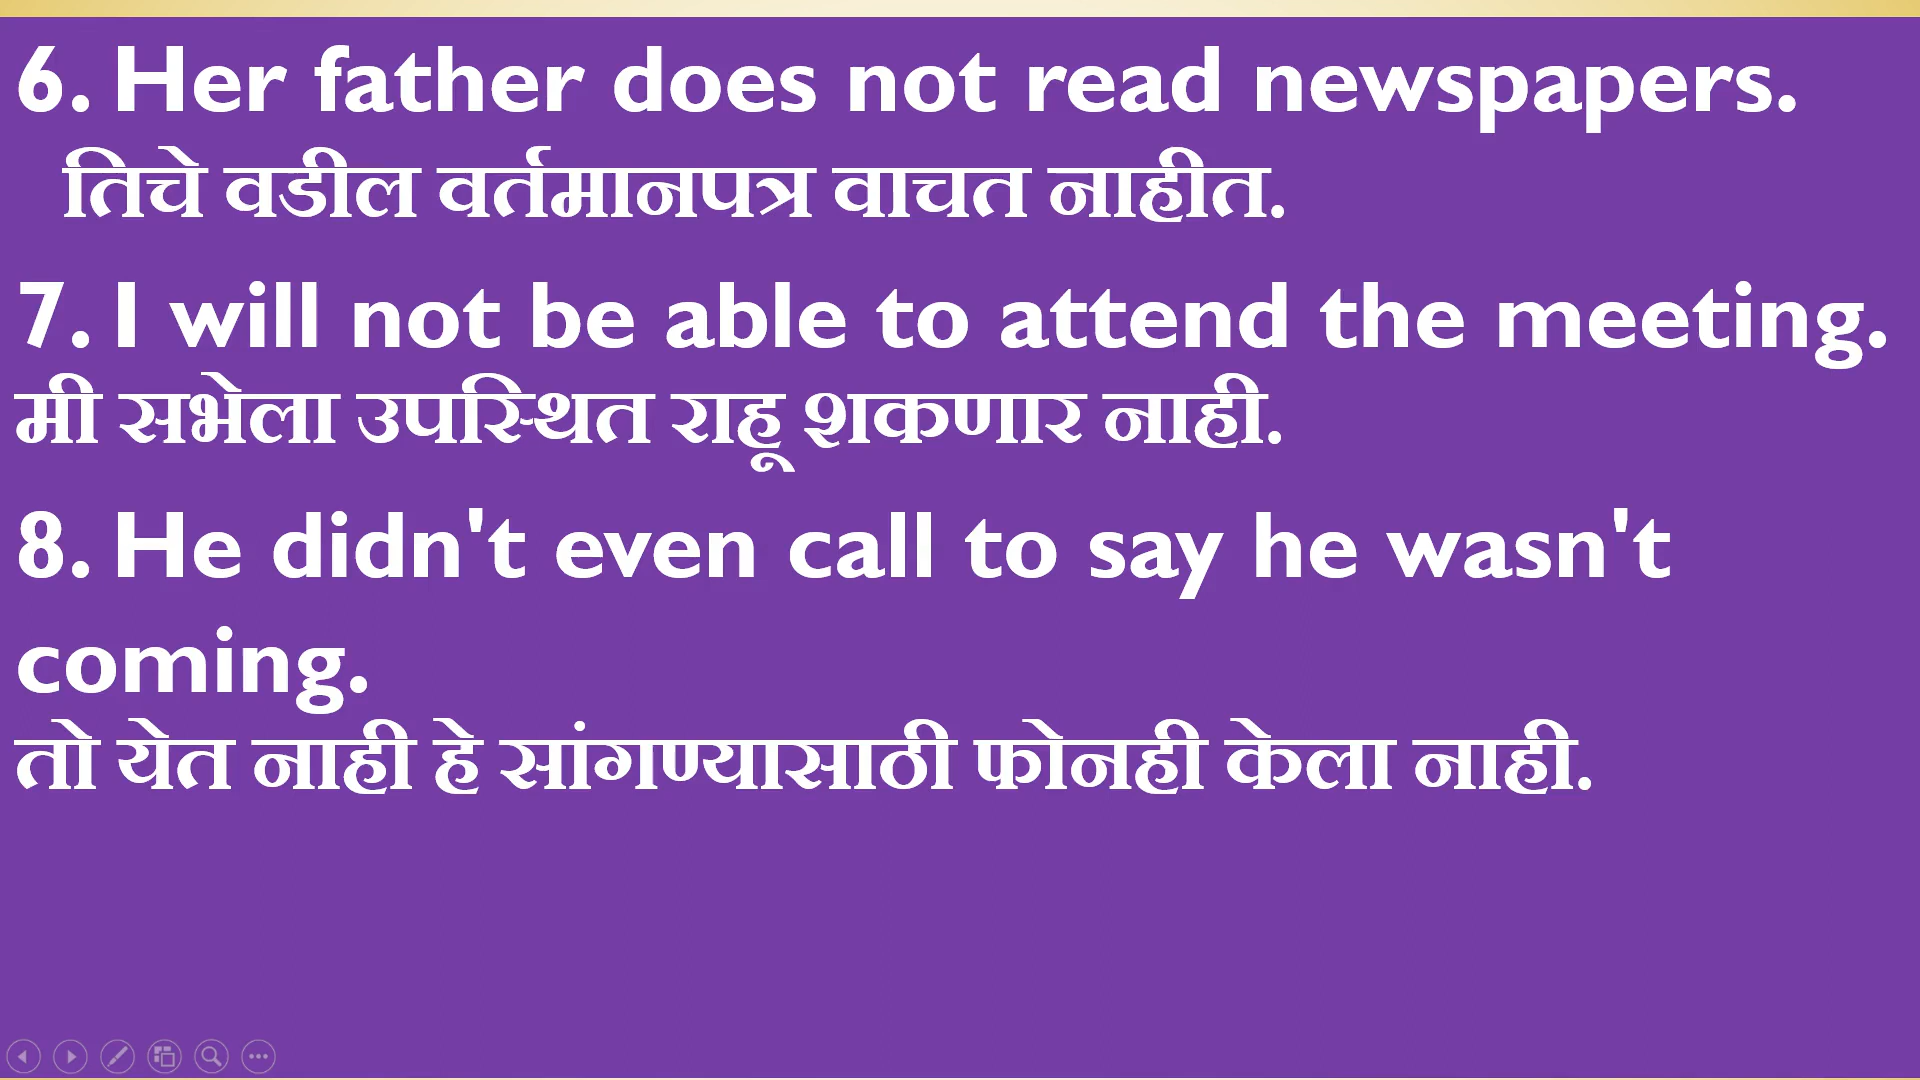 6. Her father does not read newspapers.
तिचे वडील वर्तमानपत्र वाचत नाहीत.
7. I will not be able to attend the meeting.
मी सभेला उपस्थित राहू शकणार नाही.
8. He didn't even call to say he wasn't
coming.
तो येत नाही हे सांगण्यासाठी फोनही केला नाही.